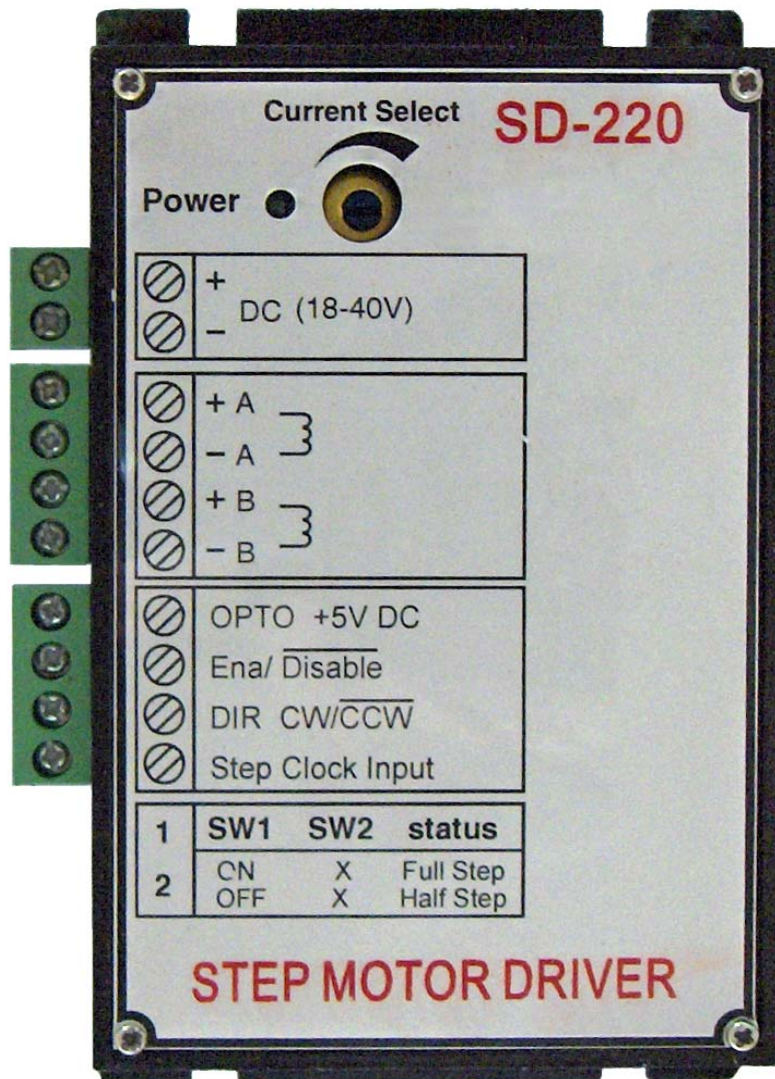 Current Select
SD-220
Power
+
DC (18-40V)
–
+ A
– A
+ B
– B
OPTO +5V DC
Ena/ Disable
DIR CW/CCW
Step Clock Input
1 SW1 SW2 status
ON X Full Step
2
OFF X Half Step
STEP MOTOR DRIVER